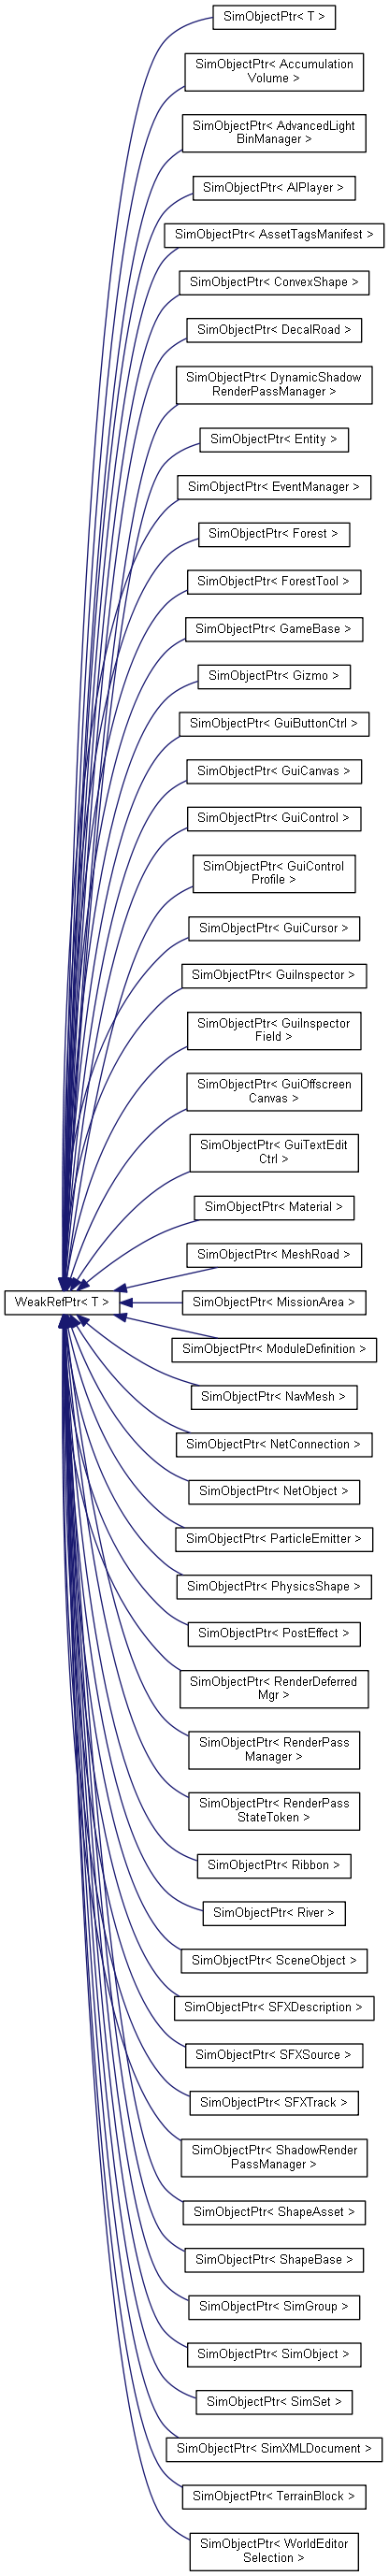 SimObjectPtr< T >
SimObjectPtr< Accumulation
Volume >
SimObjectPtr< AdvancedLight
BinManager >
SimObjectPtr< AIPlayer >
SimObjectPtr< AssetTagsManifest >
SimObjectPtr< ConvexShape >
SimObjectPtr< DecalRoad >
SimObjectPtr< DynamicShadow
RenderPassManager >
SimObjectPtr< Entity >
SimObjectPtr< EventManager >
SimObjectPtr< Forest >
SimObjectPtr< ForestTool >
SimObjectPtr< GameBase >
SimObjectPtr< Gizmo >
SimObjectPtr< GuiButtonCtrl >
SimObjectPtr< GuiCanvas >
SimObjectPtr< GuiControl >
SimObjectPtr< GuiControl
Profile >
SimObjectPtr< GuiCursor >
SimObjectPtr< GuiInspector >
SimObjectPtr< GuiInspector
Field >
SimObjectPtr< GuiOffscreen
Canvas >
SimObjectPtr< GuiTextEdit
Ctrl >
SimObjectPtr< Material >
SimObjectPtr< MeshRoad >
WeakRefPtr< T >
SimObjectPtr< MissionArea >
SimObjectPtr< ModuleDefinition >
SimObjectPtr< NavMesh >
SimObjectPtr< NetConnection >
SimObjectPtr< NetObject >
SimObjectPtr< ParticleEmitter >
SimObjectPtr< PhysicsShape >
SimObjectPtr< PostEffect >
SimObjectPtr< RenderDeferred
Mgr >
SimObjectPtr< RenderPass
Manager >
SimObjectPtr< RenderPass
StateToken >
SimObjectPtr< Ribbon >
SimObjectPtr< River >
SimObjectPtr< SceneObject >
SimObjectPtr< SFXDescription >
SimObjectPtr< SFXSource >
SimObjectPtr< SFXTrack >
SimObjectPtr< ShadowRender
PassManager >
SimObjectPtr< ShapeAsset >
SimObjectPtr< ShapeBase >
SimObjectPtr< SimGroup >
SimObjectPtr< SimObject >
SimObjectPtr< SimSet >
SimObjectPtr< SimXMLDocument >
SimObjectPtr< TerrainBlock >
SimObjectPtr< WorldEditor
Selection >